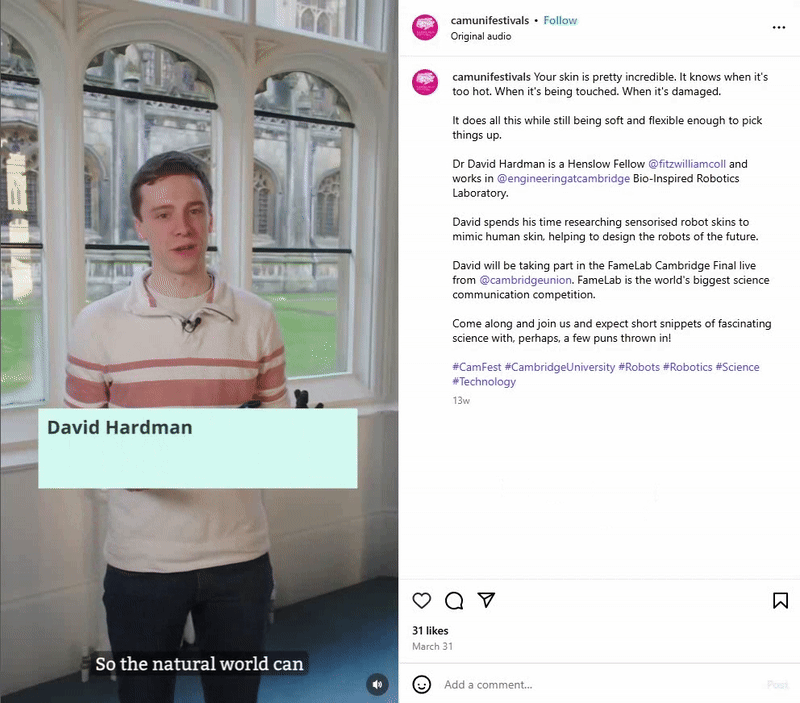 David Hardman
So the natural world can
camunifestivals • Follow
Original audio
camunifestivals Your skin is pretty incredible. It knows when it's
too hot. When it's being touched. When it's damaged.
It does all this while still being soft and flexible enough to pick
things up.
Dr David Hardman is a Henslow Fellow @fitzwilliamcoll and
works in @engineeringatcambridge Bio-Inspired Robotics
Laboratory.
David spends his time researching sensorised robot skins to
mimic human skin, helping to design the robots of the future.
David will be taking part in the FameLab Cambridge Final live
from @cambridgeunion. FameLab is the world's biggest science
communication competition.
Come along and join us and expect short snippets of fascinating
science with, perhaps, a few puns thrown in!
#CamFest #CambridgeUniversity #Robots #Robotics #Science
#Technology
13w
31 likes
March 31
Add a comment...
Post